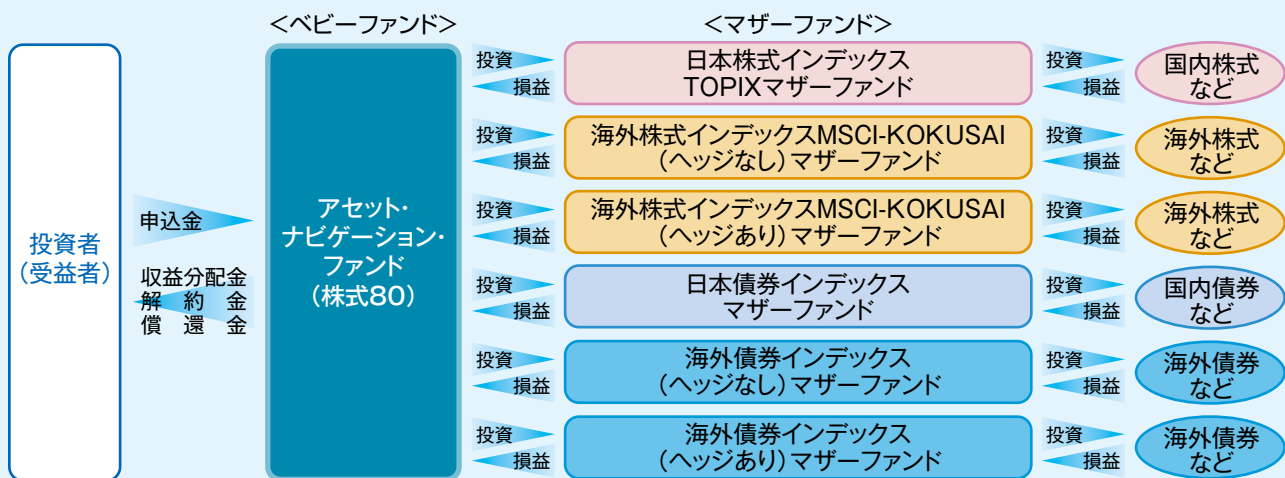 <ベビーファンド>
<マザーファンド>
投資者
(受益者)
申込金
収益分配金
解約金
償還金
アセット・
ナビゲーション・
ファンド
(株式80)
投資
損益
日本株式インデックス
TOPIXマザーファンド
投資
損益
国内株式
など
投資
損益
海外株式インデックスMSCI-KOKUSAI
(ヘッジなし)マザーファンド
投資
損益
海外株式
など
投資
損益
海外株式インデックスMSCI-KOKUSAI
(ヘッジあり)マザーファンド
投資
損益
海外株式
など
投資
損益
日本債券インデックス
マザーファンド
投資
損益
国内債券
など
投資
損益
海外債券インデックス
(ヘッジなし)マザーファンド
投資
損益
海外債券
など
投資
損益
海外債券インデックス
(ヘッジあり)マザーファンド
投資
損益
海外債券
など